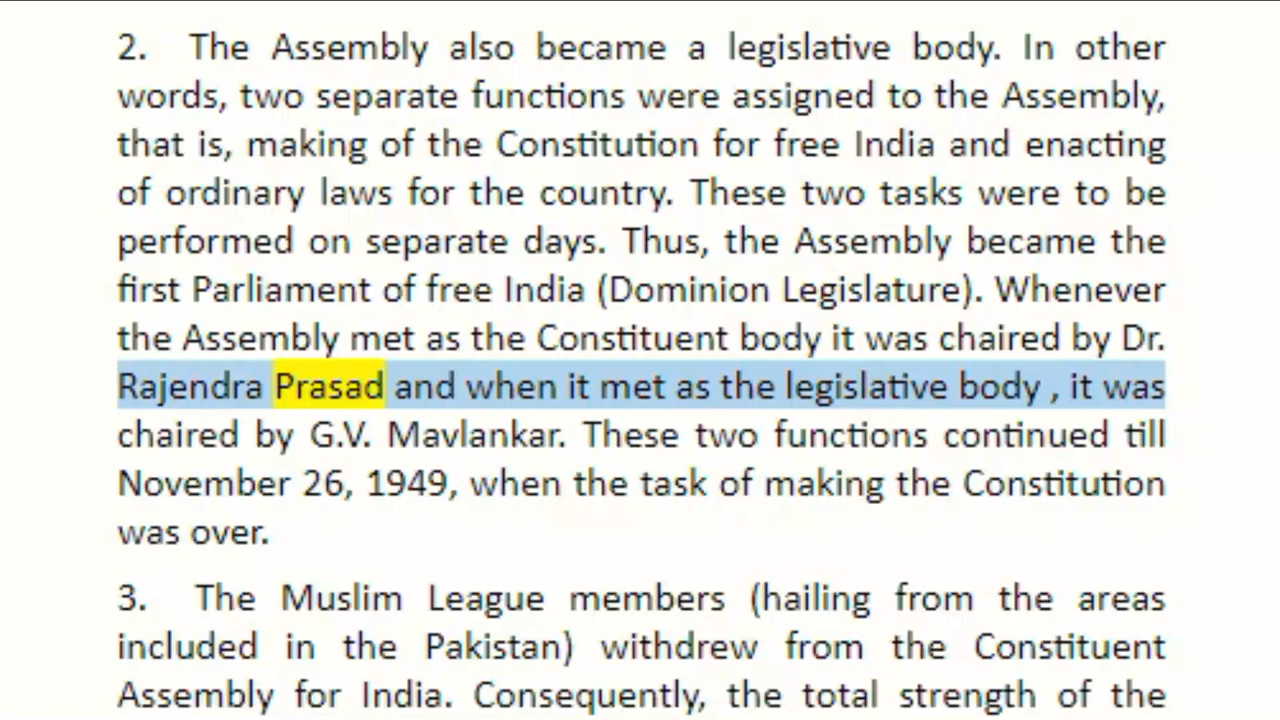 2. The Assembly also became a legislative body. In other
words, two separate functions were assigned to the Assembly,
that is, making of the Constitution for free India and enacting
of ordinary laws for the country. These two tasks were to be
performed on separate days. Thus, the Assembly became the
first Parliament of free India (Dominion Legislature). Whenever
the Assembly met as the Constituent body it was chaired by Dr.
Rajendra Prasad and when it met as the legislative body , it was
chaired by G.V. Mavlankar. These two functions continued till
November 26, 1949, when the task of making the Constitution
was over.
3. The Muslim League members (hailing from the areas
included in the Pakistan) withdrew from the Constituent
Assembly for India. Consequently, the total strength of the